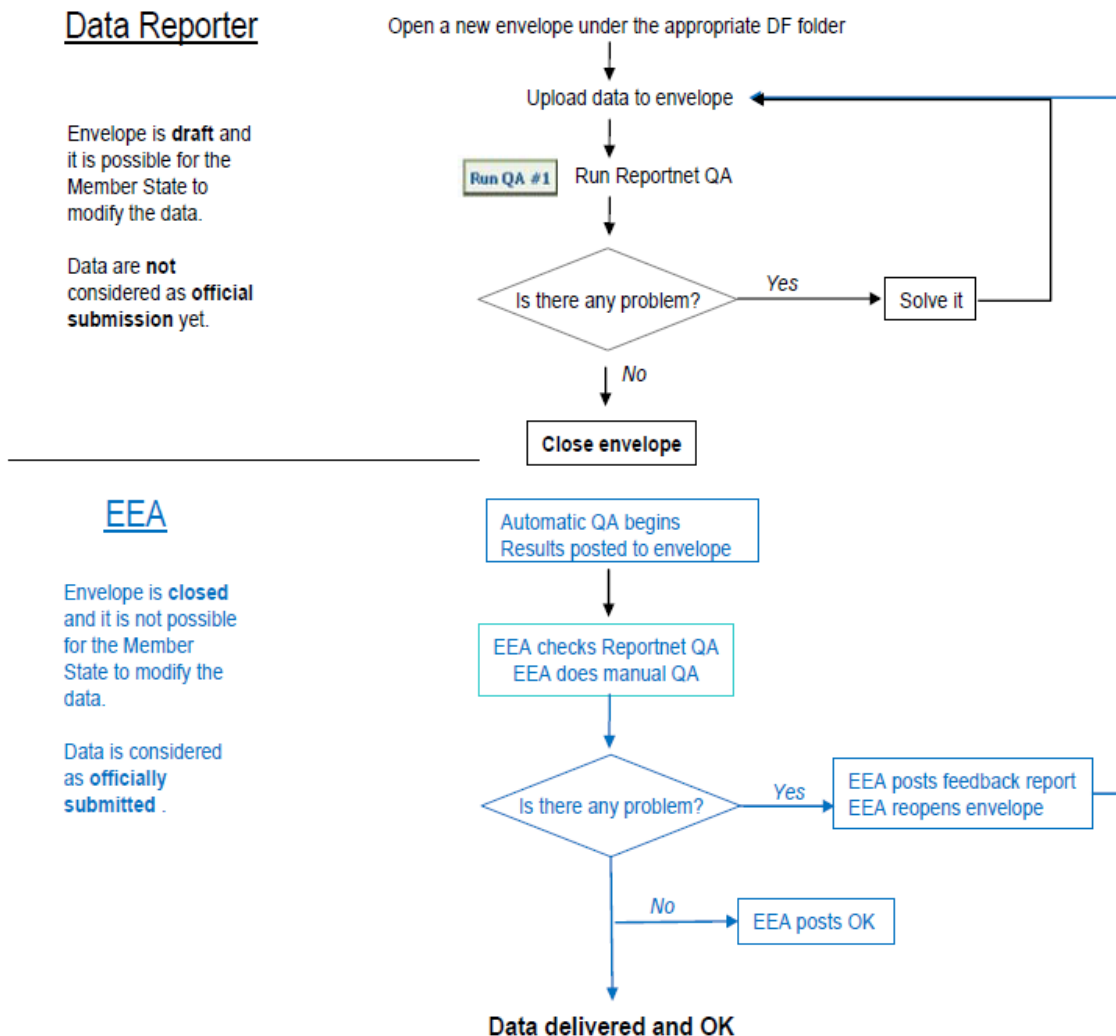 Data Reporter
Open a new envelope under the appropriate DF folder
Upload data to envelope
Envelope is draft and
it is possible for the
Member State to
modify the data.
Data are not
considered as official
submission yet.
Run QA #1
Run Reportnet QA
Is there any problem?
Yes
Solve it
No
Close envelope
EEA
Envelope is closed
and it is not possible
for the Member
State to modify the
data.
Data is considered
as officially
submitted .
Automatic QA begins
Results posted to envelope
EEA checks Reportnet QA
EEA does manual QA
Is there any problem?
Yes
EEA posts feedback report
EEA reopens envelope
No
EEA posts OK
Data delivered and OK